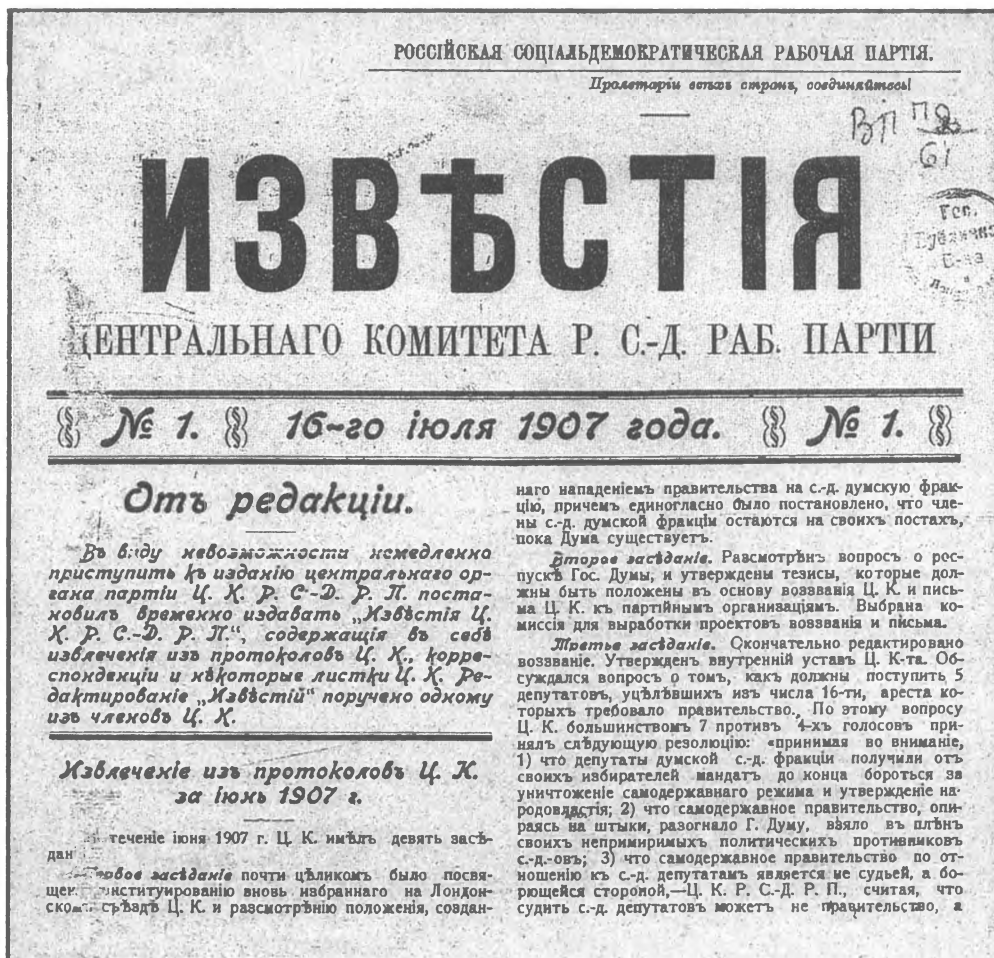 РОССІЙСКАЯ СОЦІАЛЬДЕМОКРАТИЧЕСКАЯ РАБОЧАЯ ПАРТІЯ.
Пролетаріи всѣхъ странъ, соединяйтесь!
ВП
61
ИЗВѢСТІЯ
Гос.
ЦЕНТРАЛЬНАГО КОМИТЕТА Р. С.-Д. РАБ. ПАРТІИ
№ 1. 16-го іюля 1907 года. № 1.
Отъ редакціи.
Въ виду невозможности немедленно
приступить къ изданію центральнаго ор-
гана партіи Ц. К. Р. С-Д. Р. П. поста-
новилъ временно издавать „Извѣстія Ц.
К. Р. С.-Д. Р. П.“, содержащія въ себѣ
извлеченія изъ протоколовъ Ц. К., корре-
спонденціи и нѣкоторые листки Ц. К. Ре-
дактированіе „Извѣстій“ поручено одному
изъ членовъ Ц. К.
Извлеченіе изъ протоколовъ Ц. К.
за іюнь 1907 г.
теченіе іюня 1907 г. Ц. К. имѣлъ девять засѣ-
дан
засѣданіе почти цѣликомъ было посвя-
щен конституированію вновь избраннаго на Лондон-
скомъ съѣздѣ Ц. К. и разсмотрѣнію положенія, создан-
наго нападеніемъ правительства на с.-д. думскую фрак-
цію, причемъ единогласно было постановлено, что чле-
ны с.-д. думской фракціи остаются на своихъ постахъ,
пока Дума существуетъ.
Второе засѣданіе. Разсмотрѣнъ вопросъ о рос-
пускѣ Гос. Думы, и утверждены тезисы, которые дол-
жны быть положены въ основу воззванія Ц. К. и пись-
ма Ц. К. къ партійнымъ организаціямъ. Выбрана ко-
миссія для выработки проектовъ воззванія и письма.
Третье засѣданіе. Окончательно редактировано
воззваніе. Утвержденъ внутренній уставъ Ц. К-та. Об-
суждался вопросъ о томъ, какъ должны поступить 5
депутатовъ, уцѣлѣвшихъ изъ числа 16-ти, ареста ко-
торыхъ требовало правительство. По этому вопросу
Ц. К. большинствомъ 7 противъ 4-хъ голосовъ при-
нялъ слѣдующую резолюцію: «принимая во вниманіе,
1) что депутаты думской с.-д. фракціи получили отъ
своихъ избирателей мандатъ до конца бороться за
уничтоженіе самодержавнаго режима и утвержденіе на-
родовластія; 2) что самодержавное правительство, опи-
раясь на штыки, разогнало Г. Думу, взяло въ плѣнъ
своихъ непримиримыхъ политическихъ противниковъ
с.-д.-овъ; 3) что самодержавное правительство по от-
ношенію къ с.-д. депутатамъ является не судьей, а бо-
рющейся стороной,—Ц. К. Р. С.-Д. Р. П., считая, что
судить с.-д. депутатовъ можетъ не правительство, а